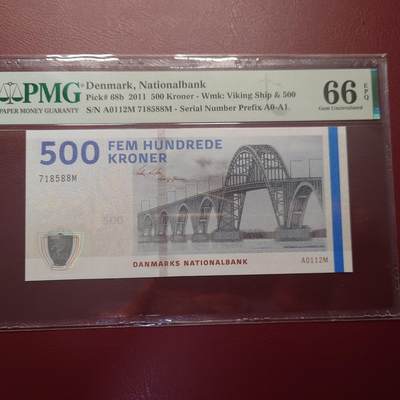 PMG
PAPER MONEY GUARANTY
Denmark, Nationalbank
Pick# 68b 2011 500 Kroner - Wmk: Viking Ship & 500
S/N A0112M 718588M - Serial Number Prefix A0-A1
66 EPQ
Gem Uncirculated
500 FEM HUNDREDE
KRONER
718588M
500
DANMARKS NATIONALBANK
A0112M